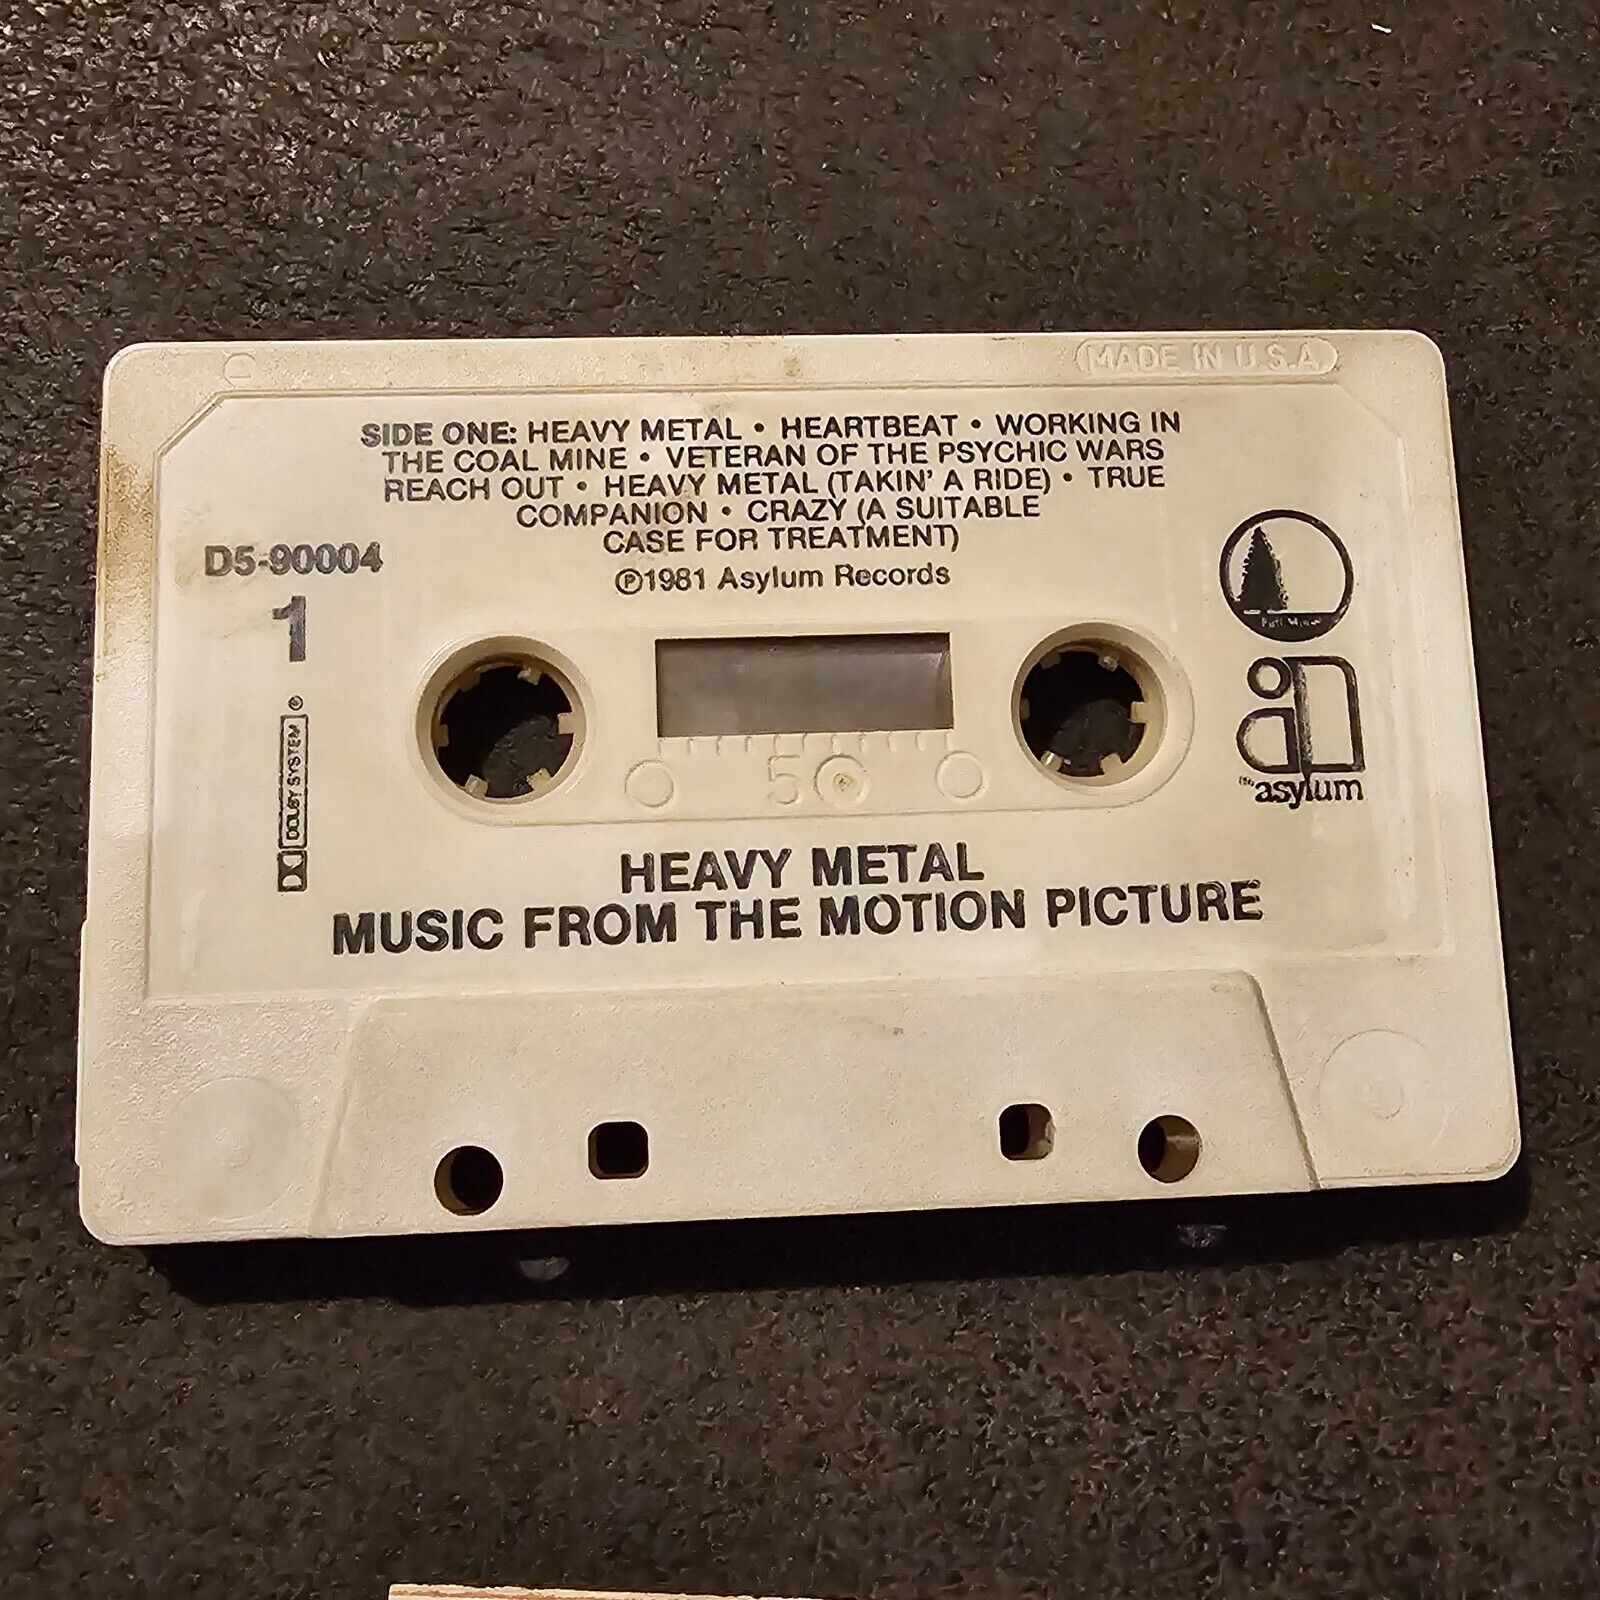 MADE IN U.S.A.
SIDE ONE: HEAVY METAL • HEARTBEAT • WORKING IN
THE COAL MINE • VETERAN OF THE PSYCHIC WARS
REACH OUT • HEAVY METAL (TAKIN' A RIDE) • TRUE
COMPANION • CRAZY (A SUITABLE
CASE FOR TREATMENT)
D5-90004
℗1981 Asylum Records
1
Full Moon
DOLBY SYSTEM®
50
asylum
HEAVY METAL
MUSIC FROM THE MOTION PICTURE